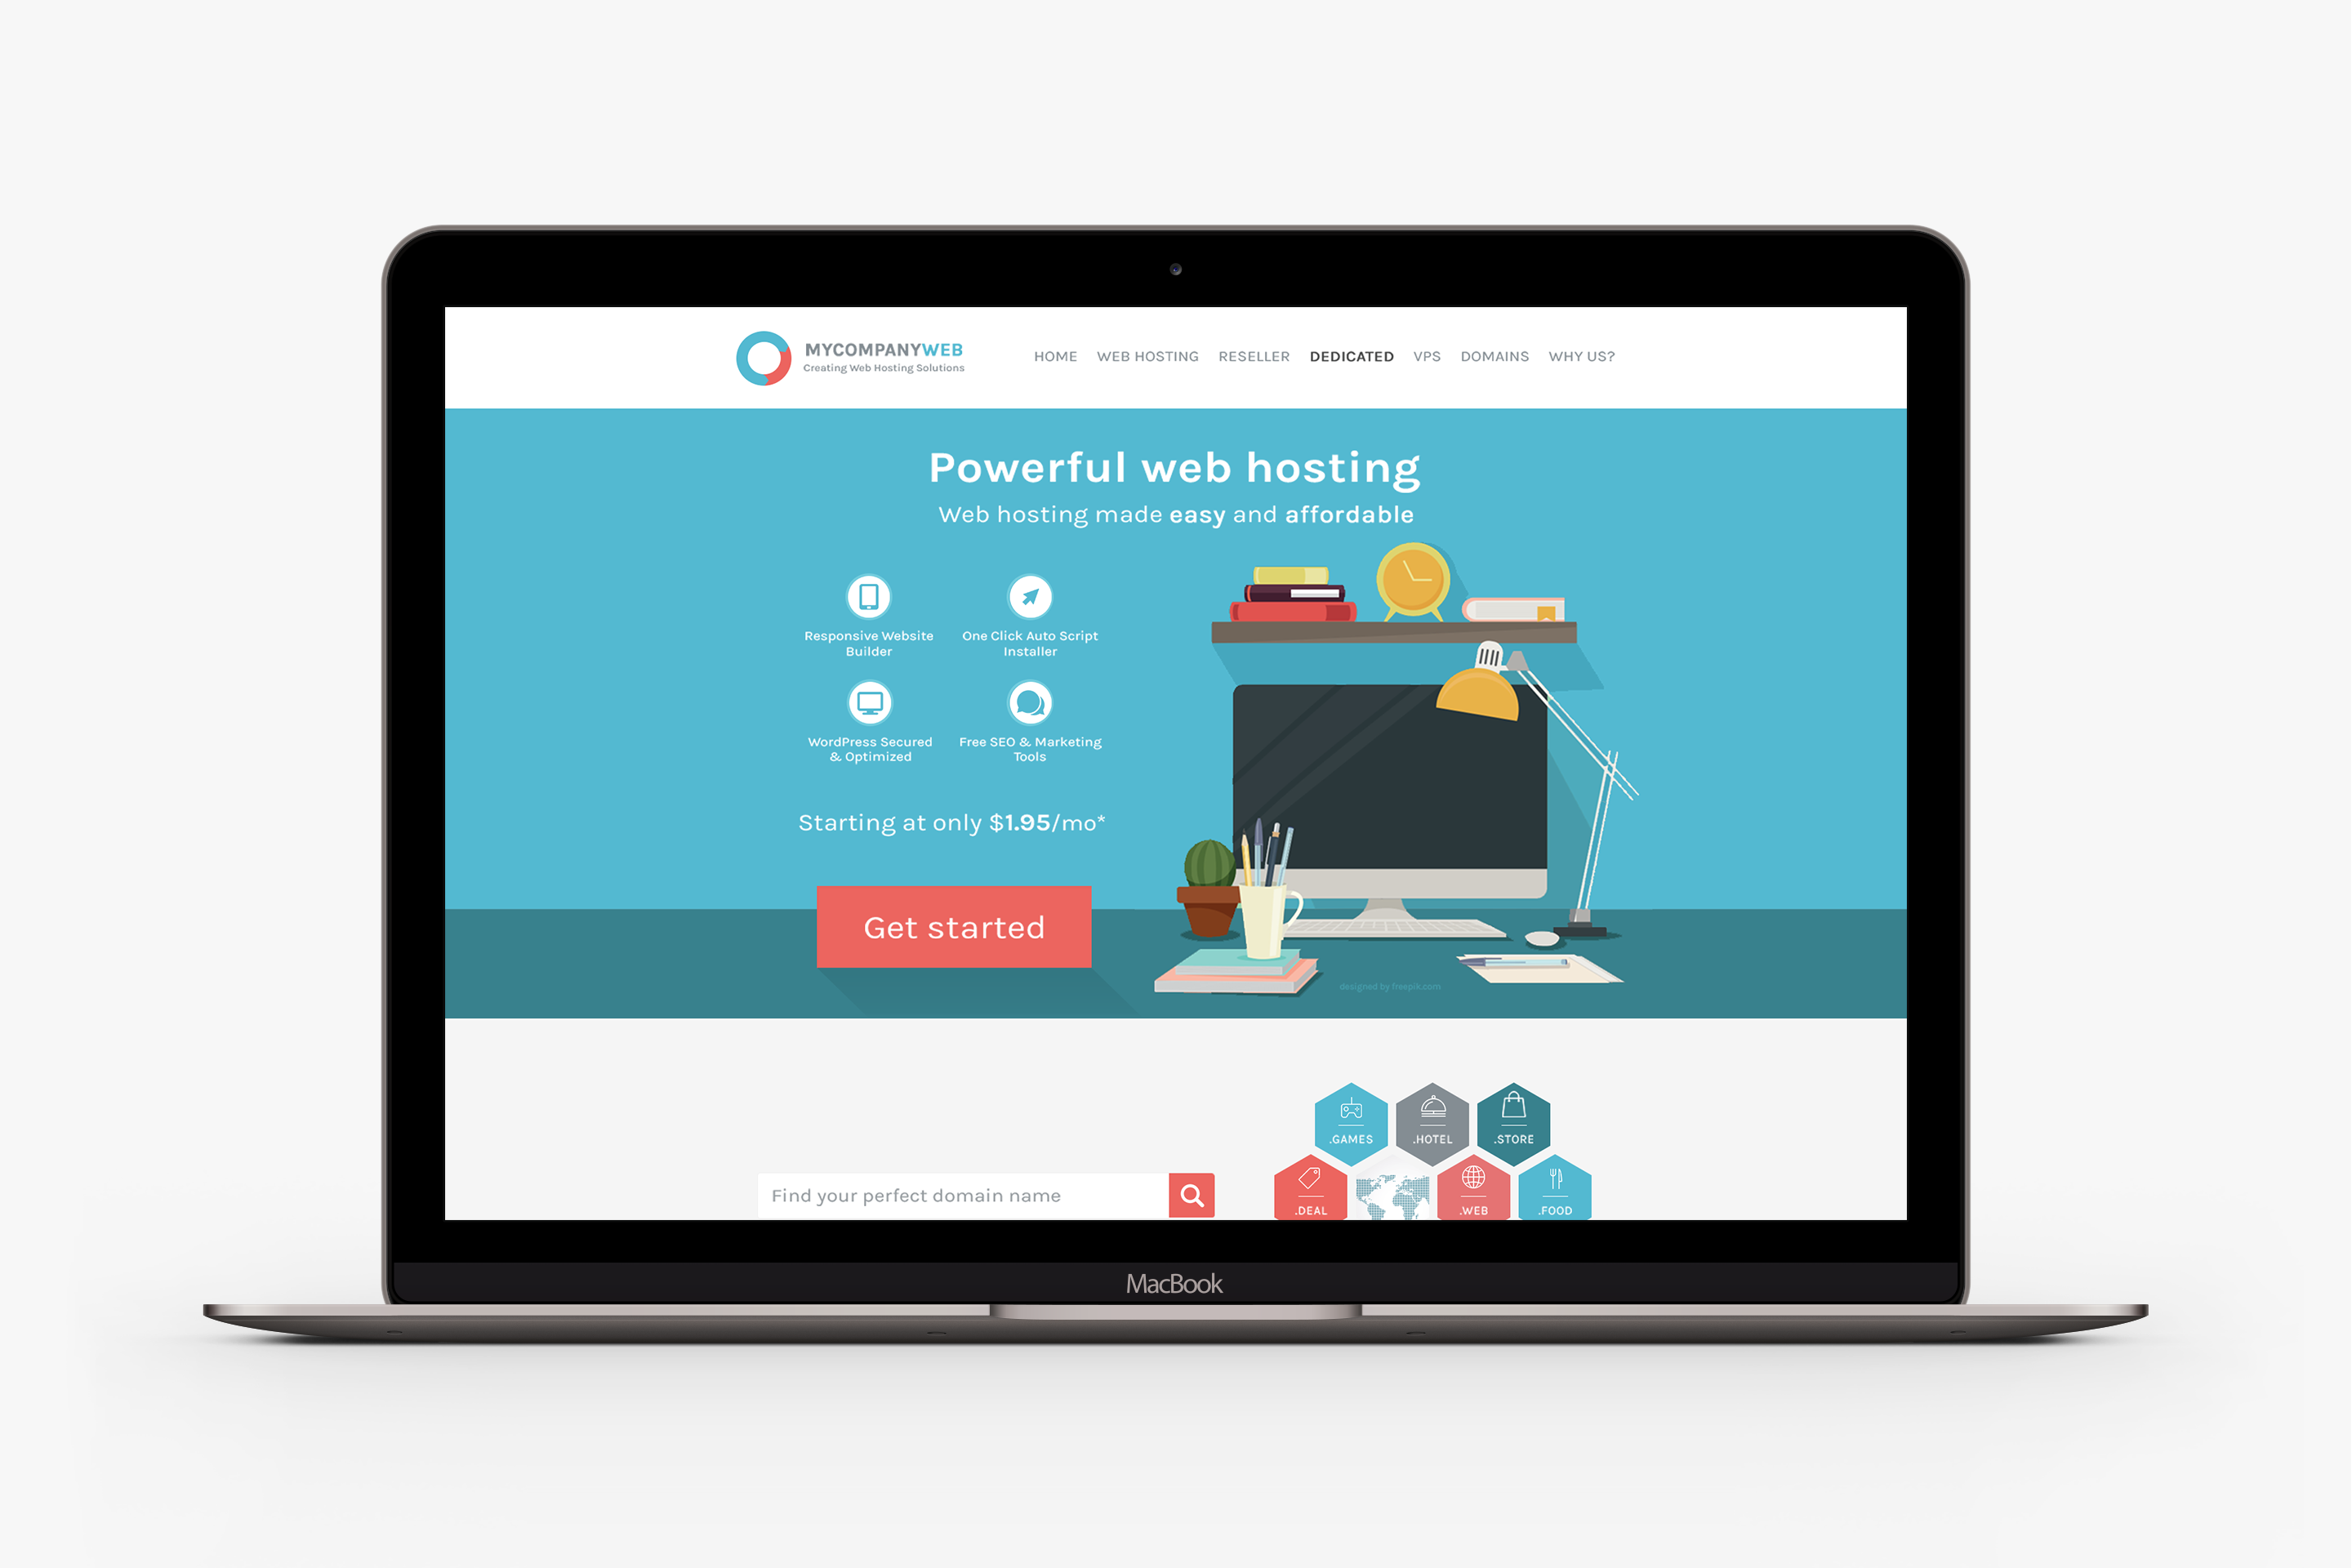 MYCOMPANYWEB
Creating Web Hosting Solutions
HOME WEB HOSTING RESELLER DEDICATED VPS DOMAINS WHY US?
Powerful web hosting
Web hosting made easy and affordable
Responsive Website
Builder
One Click Auto Script
Installer
WordPress Secured
& Optimized
Free SEO & Marketing
Tools
Starting at only $1.95/mo*
Get started
designed by freepik.com
.GAMES .HOTEL .STORE
Find your perfect domain name
.DEAL .WEB .FOOD
MacBook